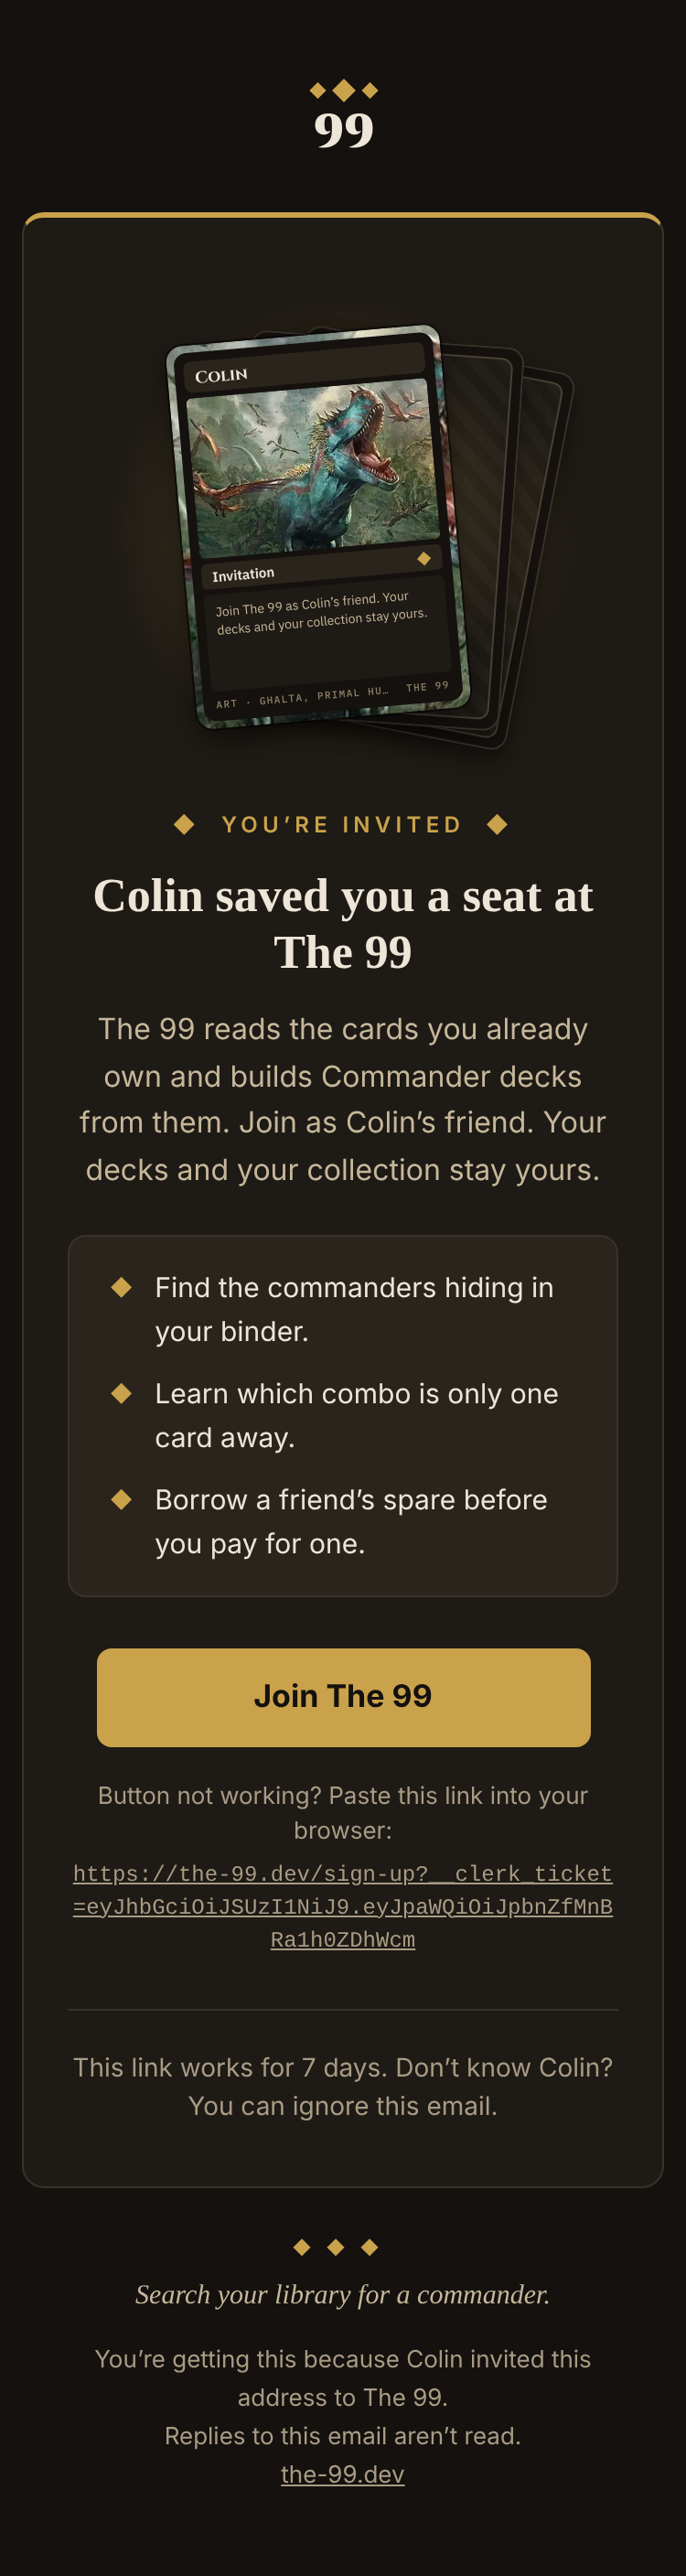 99
Colin
Invitation
Join The 99 as Colin’s friend. Your
decks and your collection stay yours.
ART · GHALTA, PRIMAL HU… THE 99
YOU’RE INVITED
Colin saved you a seat at
The 99
The 99 reads the cards you already
own and builds Commander decks
from them. Join as Colin’s friend. Your
decks and your collection stay yours.
Find the commanders hiding in
your binder.
Learn which combo is only one
card away.
Borrow a friend’s spare before
you pay for one.
Join The 99
Button not working? Paste this link into your
browser:
https://the-99.dev/sign-up?__clerk_ticket
=eyJhbGciOiJSUzI1NiJ9.eyJpaWQiOiJpbnZfMnB
Ra1h0ZDhWcm
This link works for 7 days. Don’t know Colin?
You can ignore this email.
Search your library for a commander.
You’re getting this because Colin invited this
address to The 99.
Replies to this email aren’t read.
the-99.dev